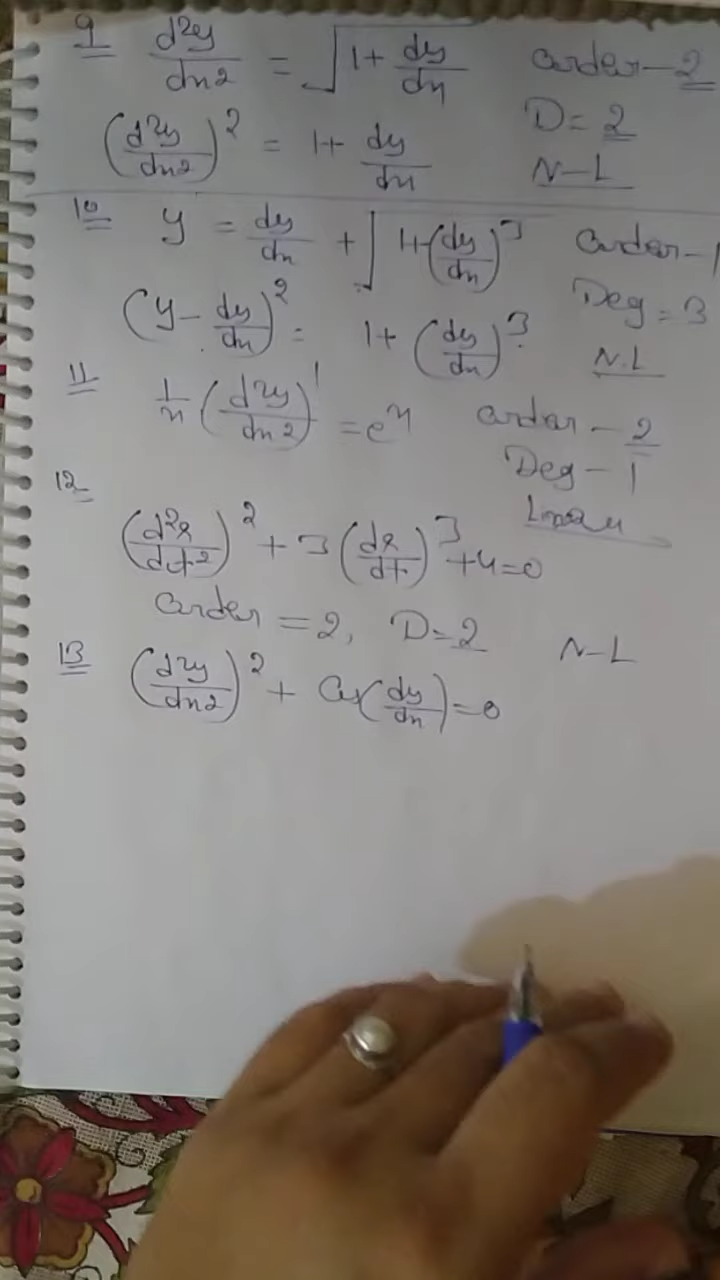 9 d²y/dx² = √1+ dy/dx order - 2
(d²y/dx²)² = 1+ dy/dx D = 2
N-L
10 y = dy/dx + √1+(dy/dx)³ order - 1
(y - dy/dx)² = 1+ (dy/dx)³ Deg = 3
N.L
11 1/x (d²y/dx²)¹ = eˣ order - 2
Deg - 1
Linear
12 (d²s/dt²)² + 3(ds/dt)³ + 4 = 0
order = 2, D = 2 N-L
13 (d²y/dx²)² + Cos(dy/dx) = 0